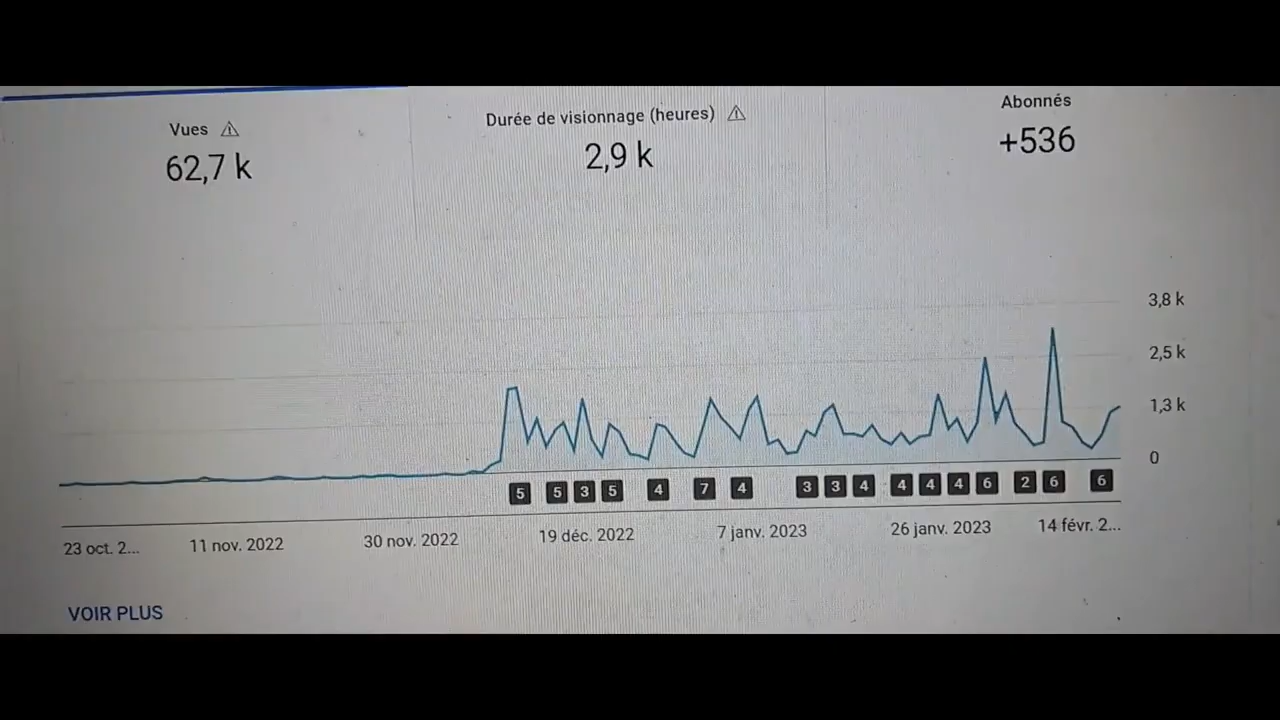 Vues
Durée de visionnage (heures)
Abonnés
62,7 k
2,9 k
+536
3,8 k
2,5 k
1,3 k
0
5 5 3 5 4 7 4 3 3 4 4 4 4 6 2 6 6
23 oct. 2... 11 nov. 2022 30 nov. 2022 19 déc. 2022 7 janv. 2023 26 janv. 2023 14 févr. 2...
VOIR PLUS